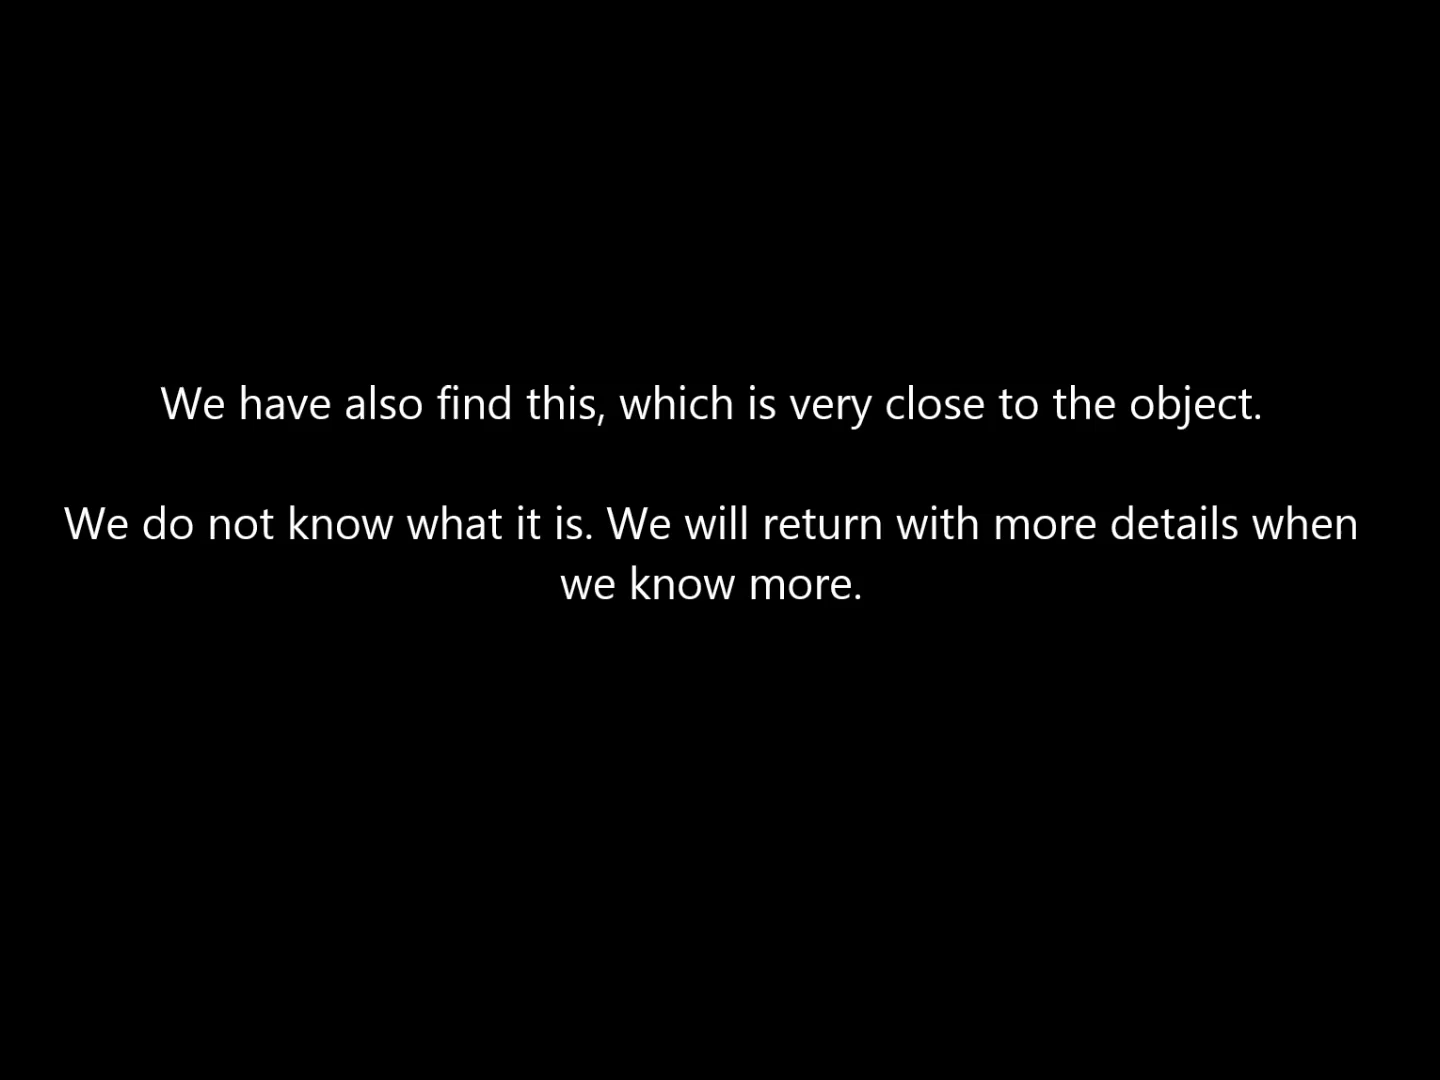 We have also find this, which is very close to the object.
We do not know what it is. We will return with more details when
we know more.